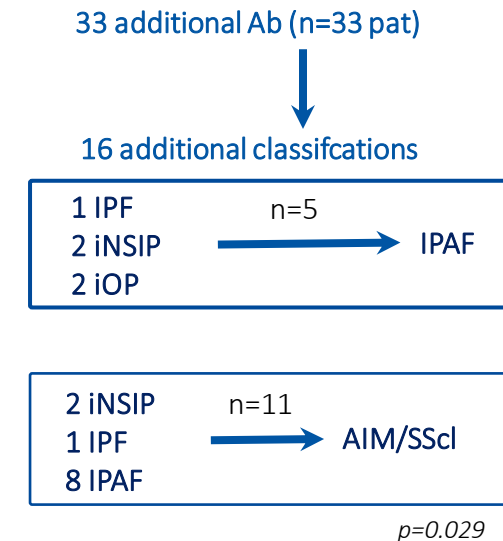 33 additional Ab (n=33 pat)
16 additional classifcations
1 IPF
2 iNSIP
2 iOP
n=5
IPAF
2 iNSIP
1 IPF
8 IPAF
n=11
AIM/SScl
p=0.029